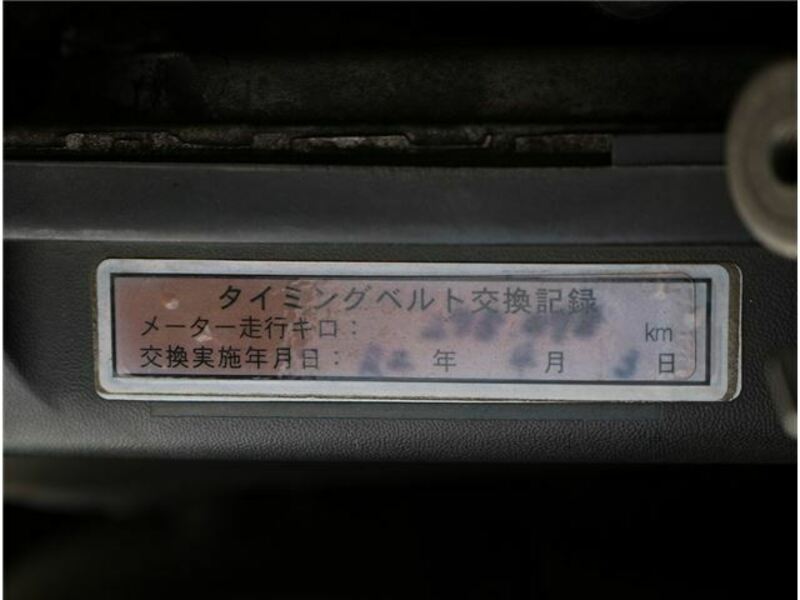 タイミングベルト交換記録
メーター走行キロ： km
交換実施年月日： 年 月 日